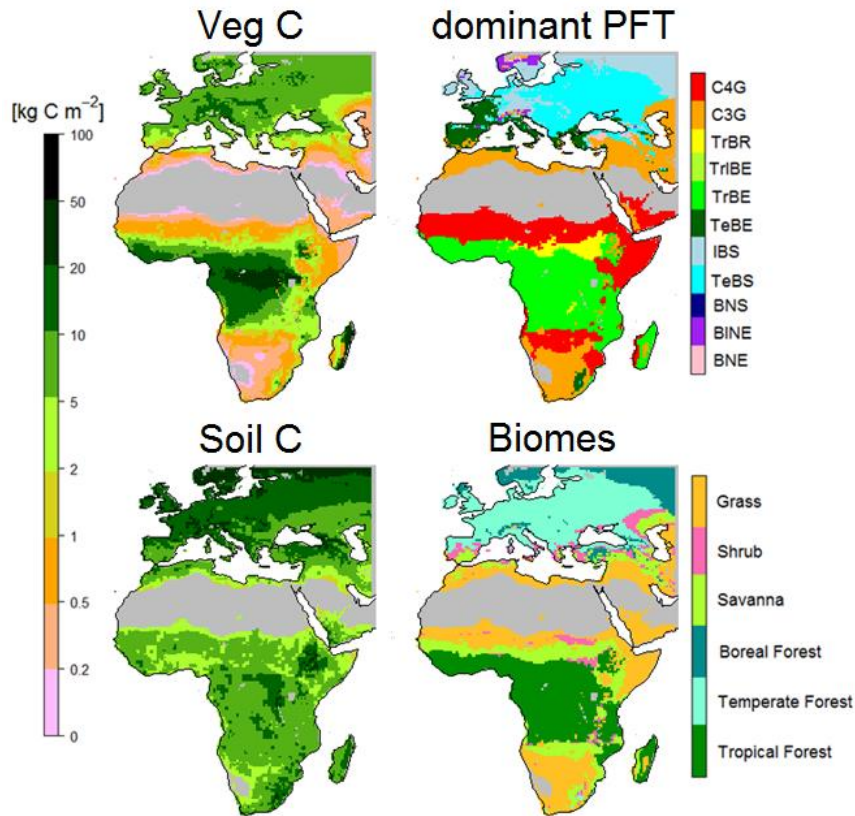 Veg C
dominant PFT
[kg C m−2]
100
50
20
10
5
2
1
0.5
0.2
0
C4G
C3G
TrBR
TrIBE
TrBE
TeBE
IBS
TeBS
BNS
BINE
BNE
Soil C
Biomes
Grass
Shrub
Savanna
Boreal Forest
Temperate Forest
Tropical Forest